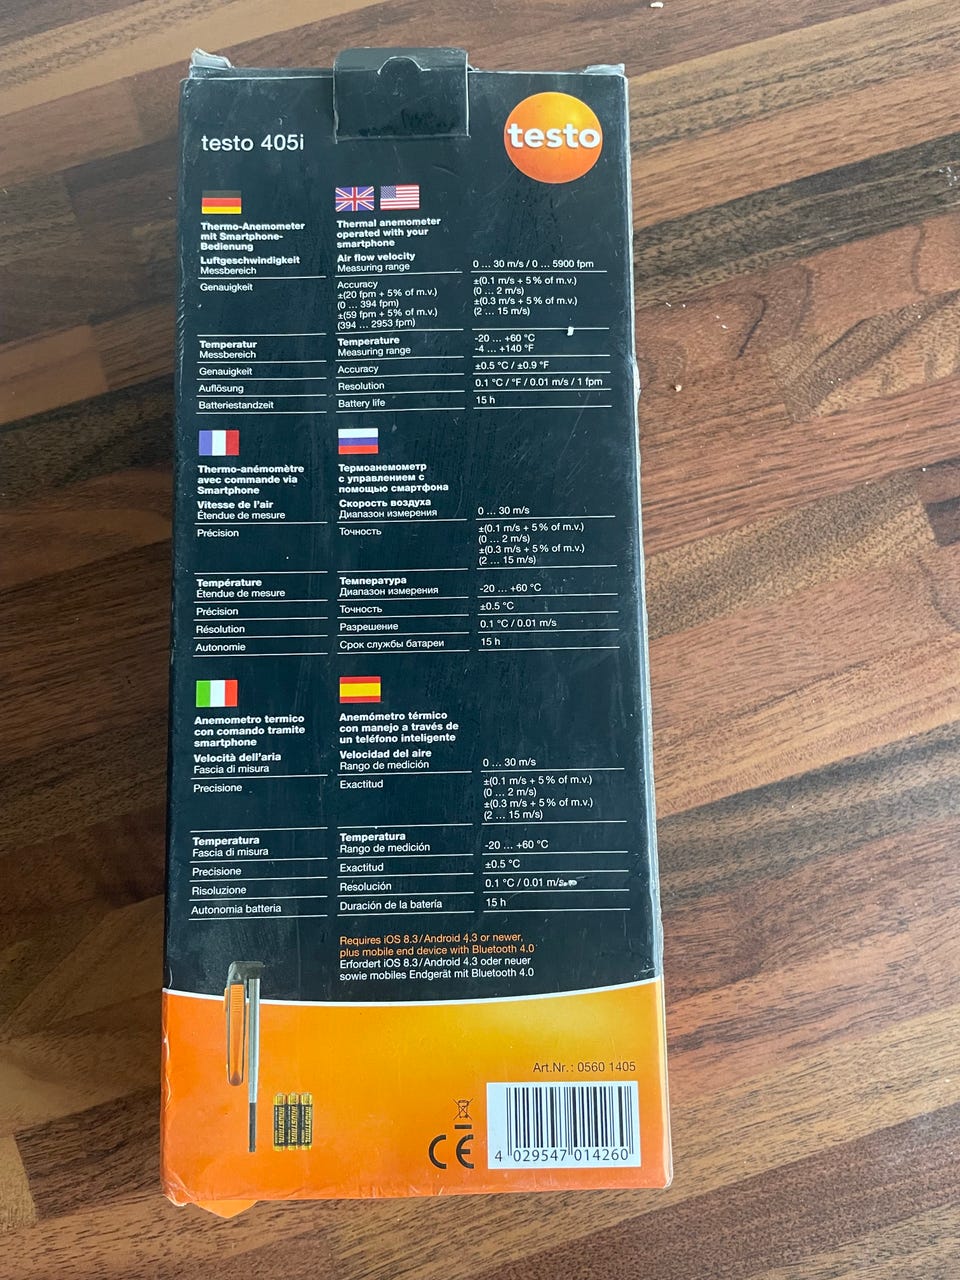 testo 405i
testo
Thermo-Anemometer
mit Smartphone-
Bedienung
Luftgeschwindigkeit
Messbereich
Genauigkeit
Temperatur
Messbereich
Genauigkeit
Auflösung
Batteriestandzeit
Thermal anemometer
operated with your
smartphone
Air flow velocity
Measuring range
Accuracy
±(20 fpm + 5% of m.v.)
(0 ... 394 fpm)
±(59 fpm + 5% of m.v.)
(394 ... 2953 fpm)
Temperature
Measuring range
Accuracy
Resolution
Battery life
0 ... 30 m/s / 0 ... 5900 fpm
±(0.1 m/s + 5% of m.v.)
(0 ... 2 m/s)
±(0.3 m/s + 5% of m.v.)
(2 ... 15 m/s)
-20 ... +60 °C
-4 ... +140 °F
±0.5 °C / ±0.9 °F
0.1 °C / °F / 0.01 m/s / 1 fpm
15 h
Thermo-anémomètre
avec commande via
Smartphone
Vitesse de l'air
Étendue de mesure
Précision
Température
Étendue de mesure
Précision
Résolution
Autonomie
Термоанемометр
с управлением с
помощью смартфона
Скорость воздуха
Диапазон измерения
Точность
Температура
Диапазон измерения
Точность
Разрешение
Срок службы батареи
0 ... 30 m/s
±(0.1 m/s + 5% of m.v.)
(0 ... 2 m/s)
±(0.3 m/s + 5% of m.v.)
(2 ... 15 m/s)
-20 ... +60 °C
±0.5 °C
0.1 °C / 0.01 m/s
15 h
Anemometro termico
con comando tramite
smartphone
Velocità dell'aria
Fascia di misura
Precisione
Temperatura
Fascia di misura
Precisione
Risoluzione
Autonomia batteria
Anemómetro térmico
con manejo a través de
un teléfono inteligente
Velocidad del aire
Rango de medición
Exactitud
Temperatura
Rango de medición
Exactitud
Resolución
Duración de la batería
0 ... 30 m/s
±(0.1 m/s + 5% of m.v.)
(0 ... 2 m/s)
±(0.3 m/s + 5% of m.v.)
(2 ... 15 m/s)
-20 ... +60 °C
±0.5 °C
0.1 °C / 0.01 m/s
15 h
Requires iOS 8.3/Android 4.3 or newer,
plus mobile end device with Bluetooth 4.0
Erfordert iOS 8.3/Android 4.3 oder neuer
sowie mobiles Endgerät mit Bluetooth 4.0
Art.Nr.: 0560 1405
INDUSTRIAL
INDUSTRIAL
INDUSTRIAL
CE
4 029547 014260